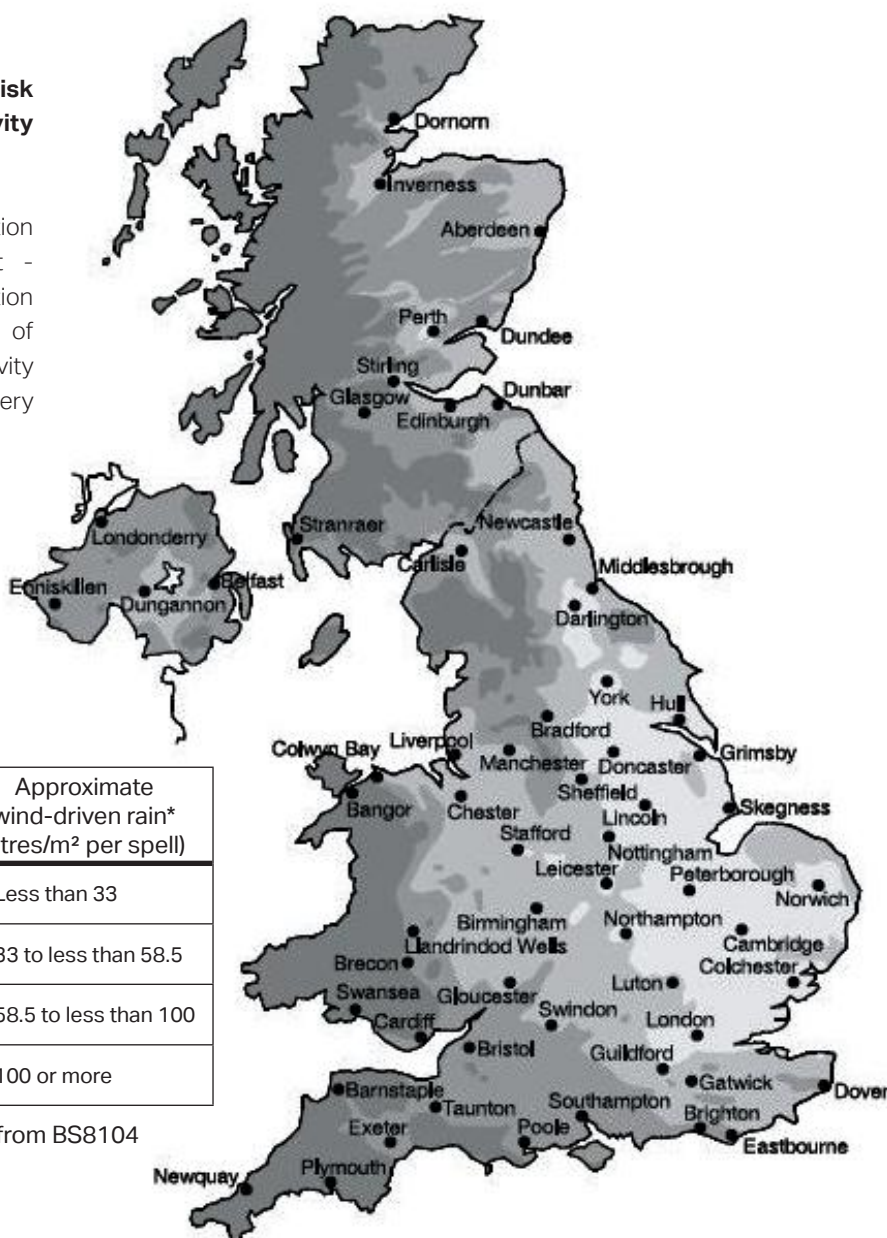 isk
vity
tion
t -
tion
of
vity
very
Approximate
wind-driven rain*
tres/m² per spell)
Less than 33
33 to less than 58.5
58.5 to less than 100
100 or more
from BS8104
Dornorn
Inverness
Aberdeen
Perth
Dundee
Stirling
Glasgow
Dunbar
Edinburgh
Stranraer
Newcastle
Londonderry
Carlisle
Middlesbrough
Enniskillen
Belfast
Dungannon
Darlington
York
Hull
Bradford
Colwyn Bay
Liverpool
Manchester
Doncaster
Grimsby
Sheffield
Bangor
Chester
Lincoln
Skegness
Stafford
Nottingham
Leicester
Peterborough
Norwich
Birmingham
Northampton
Llandrindod Wells
Cambridge
Brecon
Colchester
Swansea
Gloucester
Luton
Cardiff
Swindon
London
Bristol
Guildford
Gatwick
Barnstaple
Dover
Taunton
Southampton
Brighton
Exeter
Poole
Eastbourne
Newquay
Plymouth